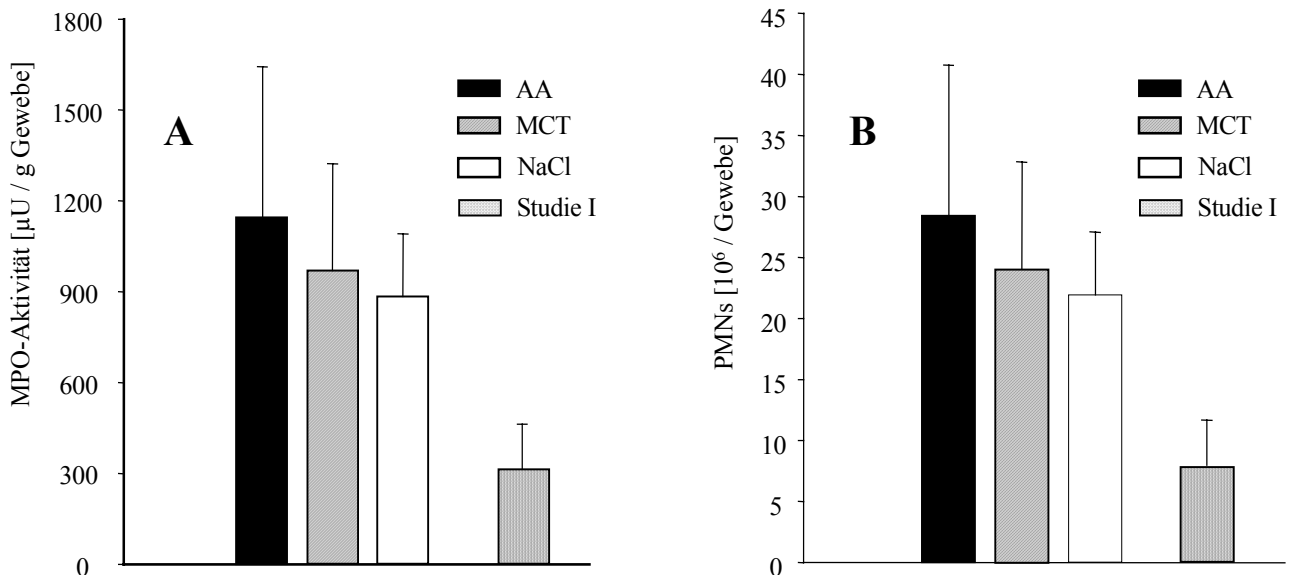 MPO-Aktivität [µU / g Gewebe]
1800
1500
1200
900
600
300
0
A
AA
MCT
NaCl
Studie I
PMNs [10⁶ / Gewebe]
45
40
35
30
25
20
15
10
5
0
B
AA
MCT
NaCl
Studie I